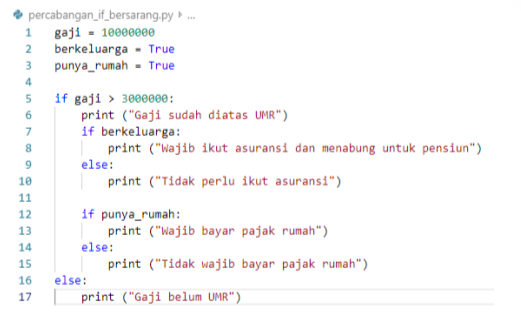 percabangan_if_bersarang.py > ...
1 gaji = 10000000
2 berkeluarga = True
3 punya_rumah = True
4
5 if gaji > 3000000:
6     print ("Gaji sudah diatas UMR")
7     if berkeluarga:
8         print ("Wajib ikut asuransi dan menabung untuk pensiun")
9     else:
10         print ("Tidak perlu ikut asuransi")
11
12     if punya_rumah:
13         print ("Wajib bayar pajak rumah")
14     else:
15         print ("Tidak wajib bayar pajak rumah")
16 else:
17     print ("Gaji belum UMR")